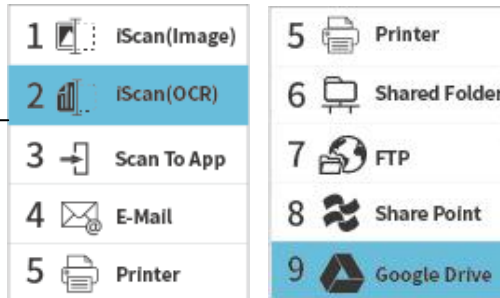 1 iScan(Image)
2 iScan(OCR)
3 Scan To App
4 E-Mail
5 Printer
5 Printer
6 Shared Folder
7 FTP
8 Share Point
9 Google Drive